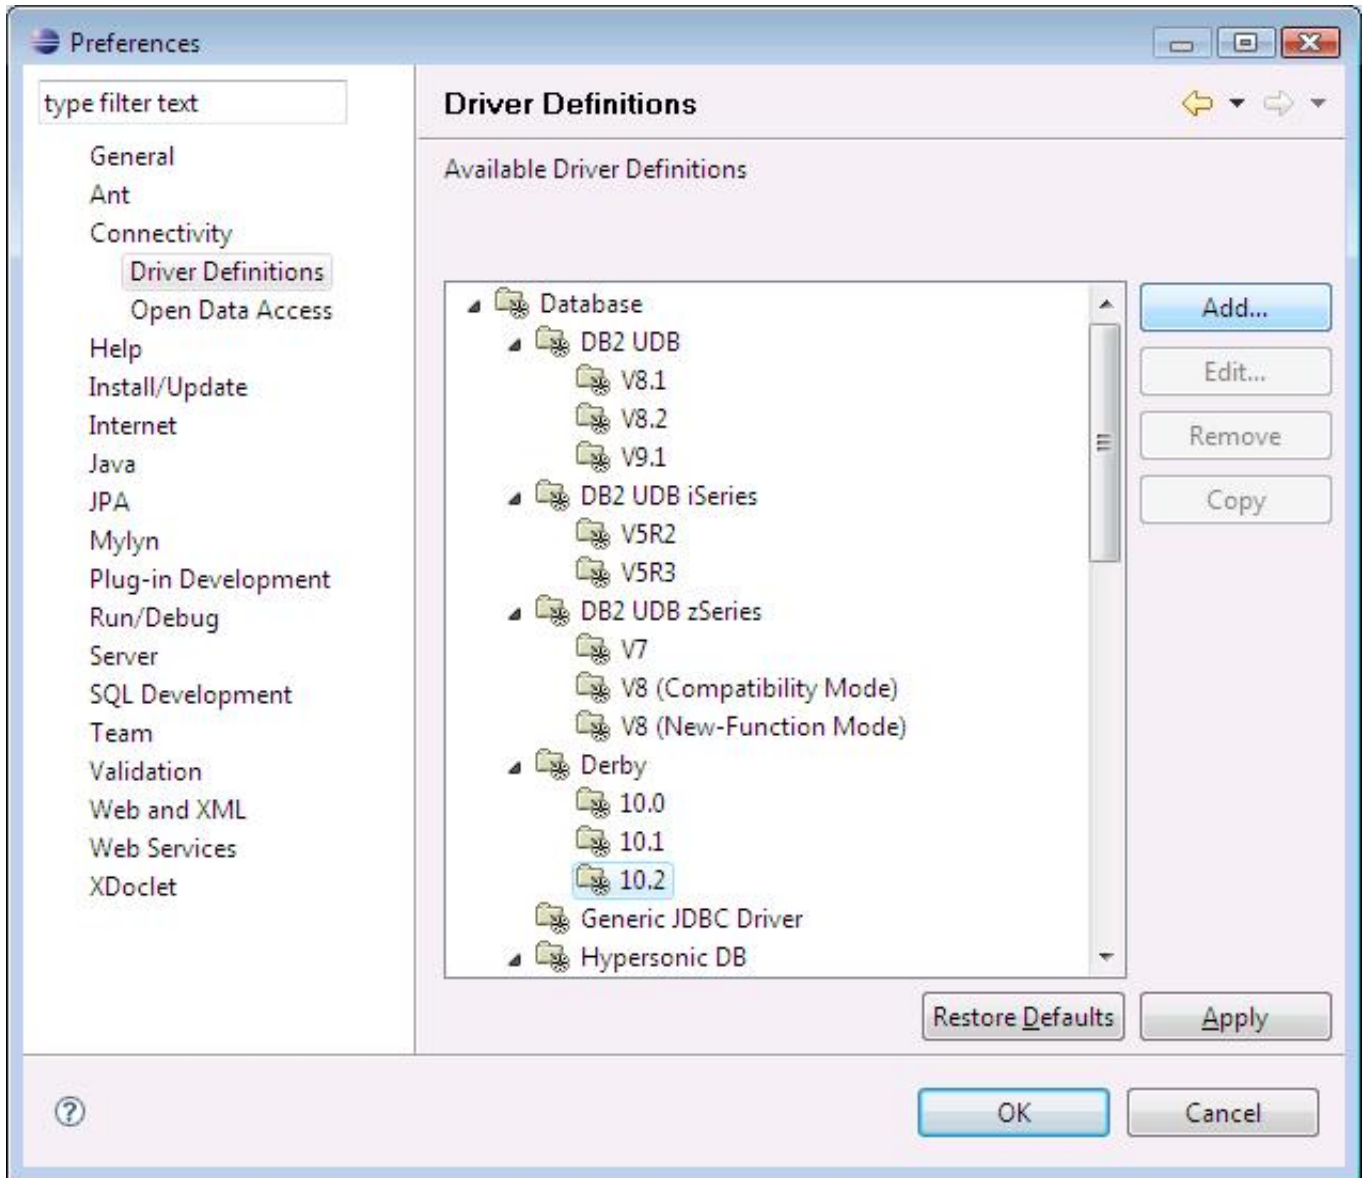 Preferences
type filter text
General
Ant
Connectivity
Driver Definitions
Open Data Access
Help
Install/Update
Internet
Java
JPA
Mylyn
Plug-in Development
Run/Debug
Server
SQL Development
Team
Validation
Web and XML
Web Services
XDoclet
Driver Definitions
Available Driver Definitions
Database
DB2 UDB
V8.1
V8.2
V9.1
DB2 UDB iSeries
V5R2
V5R3
DB2 UDB zSeries
V7
V8 (Compatibility Mode)
V8 (New-Function Mode)
Derby
10.0
10.1
10.2
Generic JDBC Driver
Hypersonic DB
Add...
Edit...
Remove
Copy
Restore Defaults
Apply
?
OK
Cancel